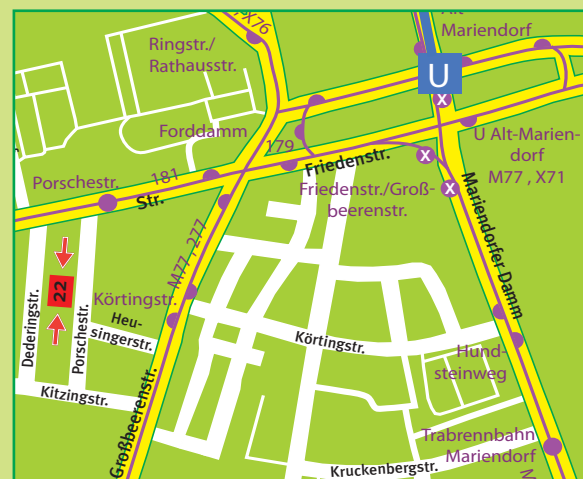 X76
Alt-
Mariendorf
Ringstr./
Rathausstr.
U
X
Forddamm
179
Friedenstr.
U Alt-Marien-
dorf
M77 , X71
X
Porschestr.
181
Str.
Friedenstr./Groß-
beerenstr.
X
Mariendorfer Damm
M77 , 277
22
Dederingstr.
Porschestr.
Körtingstr.
Heu-
singerstr.
Körtingstr.
Hund-
steinweg
Kitzingstr.
Großbeerenstr.
Trabrennbahn
Mariendorf
Kruckenbergstr.